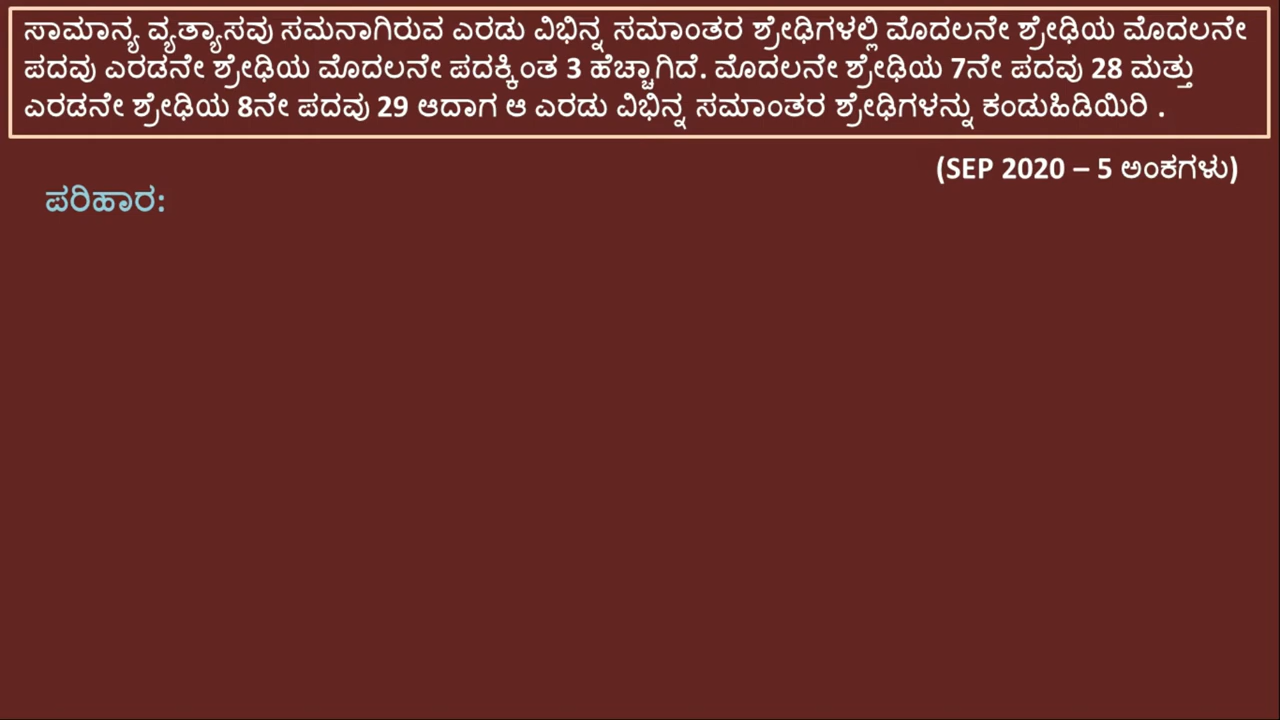 ಸಾಮಾನ್ಯ ವ್ಯತ್ಯಾಸವು ಸಮನಾಗಿರುವ ಎರಡು ವಿಭಿನ್ನ ಸಮಾಂತರ ಶ್ರೇಢಿಗಳಲ್ಲಿ ಮೊದಲನೇ ಶ್ರೇಢಿಯ ಮೊದಲನೇ
ಪದವು ಎರಡನೇ ಶ್ರೇಢಿಯ ಮೊದಲನೇ ಪದಕ್ಕಿಂತ 3 ಹೆಚ್ಚಾಗಿದೆ. ಮೊದಲನೇ ಶ್ರೇಢಿಯ 7ನೇ ಪದವು 28 ಮತ್ತು
ಎರಡನೇ ಶ್ರೇಢಿಯ 8ನೇ ಪದವು 29 ಆದಾಗ ಆ ಎರಡು ವಿಭಿನ್ನ ಸಮಾಂತರ ಶ್ರೇಢಿಗಳನ್ನು ಕಂಡುಹಿಡಿಯಿರಿ .
(SEP 2020 – 5 ಅಂಕಗಳು)
ಪರಿಹಾರ: